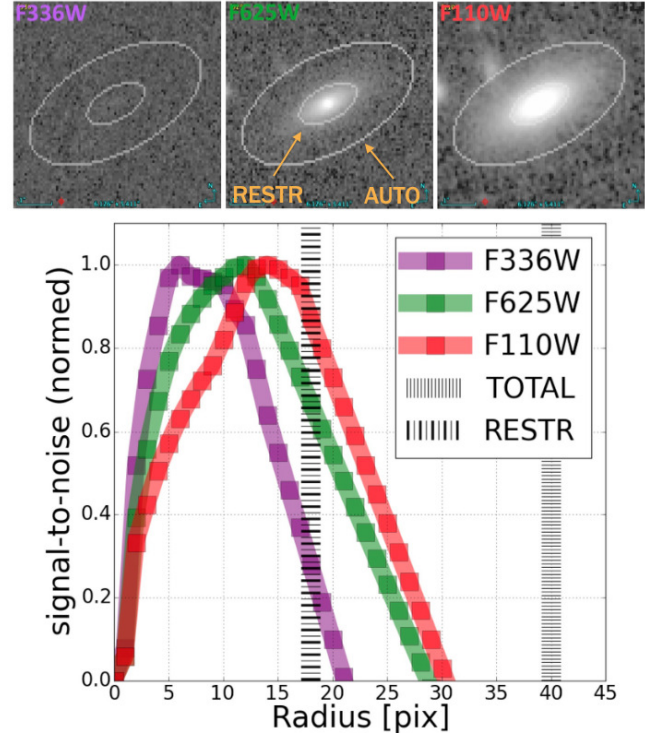 F336W
F625W
F110W
RESTR
AUTO
signal-to-noise (normed)
1.0
0.8
0.6
0.4
0.2
0.0
F336W
F625W
F110W
TOTAL
RESTR
0 5 10 15 20 25 30 35 40 45
Radius [pix]